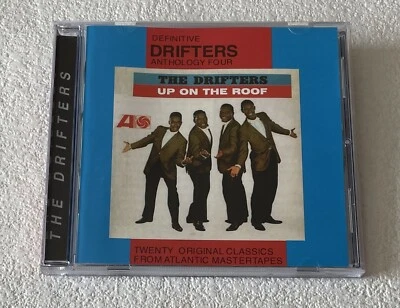 THE DRIFTERS
DEFINITIVE
DRIFTERS
ANTHOLOGY FOUR
THE DRIFTERS
UP ON THE ROOF
TWENTY ORIGINAL CLASSICS
FROM ATLANTIC MASTERTAPES